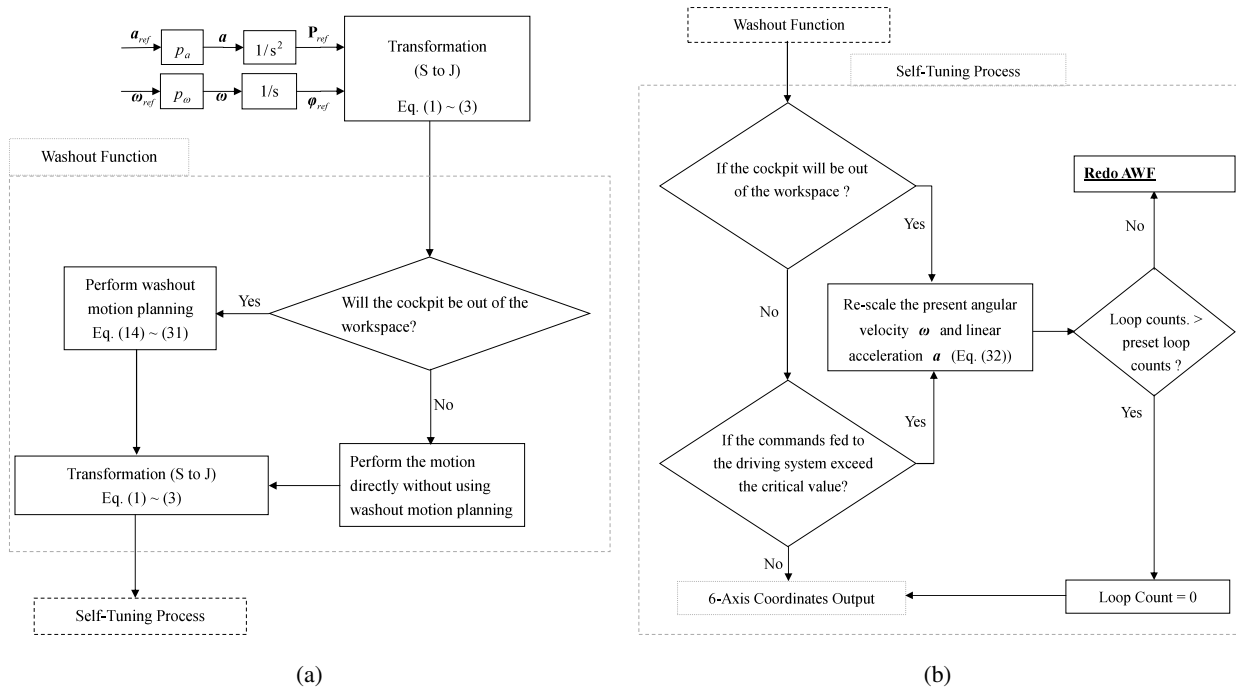 a_ref
p_a
a
1/s²
P_ref
ω_ref
p_ω
ω
1/s
φ_ref
Transformation
(S to J)
Eq. (1) ~ (3)
Washout Function
Will the cockpit be out of the
workspace?
Yes
No
Perform washout
motion planning
Eq. (14) ~ (31)
Perform the motion
directly without using
washout motion planning
Transformation (S to J)
Eq. (1) ~ (3)
Self-Tuning Process
(a)
Washout Function
Self-Tuning Process
If the cockpit will be out
of the workspace ?
Yes
No
Re-scale the present angular
velocity ω and linear
acceleration a (Eq. (32))
Redo AWF
No
Loop counts. >
preset loop
counts ?
Yes
If the commands fed to
the driving system exceed
the critical value?
Yes
No
6-Axis Coordinates Output
Loop Count = 0
(b)